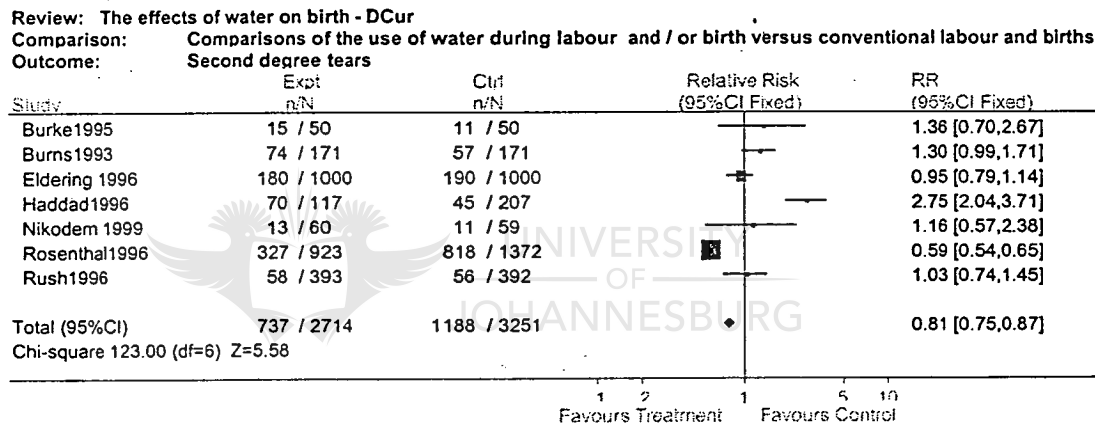 Review: The effects of water on birth - DCur
Comparison: Comparisons of the use of water during labour and / or birth versus conventional labour and births
Outcome: Second degree tears
Expt Ctrl Relative Risk RR
Study n/N n/N (95%CI Fixed) (95%CI Fixed)
Burke1995 15 / 50 11 / 50 1.36 [0.70,2.67]
Burns1993 74 / 171 57 / 171 1.30 [0.99,1.71]
Eldering 1996 180 / 1000 190 / 1000 0.95 [0.79,1.14]
Haddad1996 70 / 117 45 / 207 2.75 [2.04,3.71]
Nikodem 1999 13 / 60 11 / 59 1.16 [0.57,2.38]
Rosenthal1996 327 / 923 818 / 1372 0.59 [0.54,0.65]
Rush1996 58 / 393 56 / 392 1.03 [0.74,1.45]
UNIVERSITY
OF
JOHANNESBURG
Total (95%CI) 737 / 2714 1188 / 3251 0.81 [0.75,0.87]
Chi-square 123.00 (df=6) Z=5.58
1 2 1 5 10
Favours Treatment Favours Control